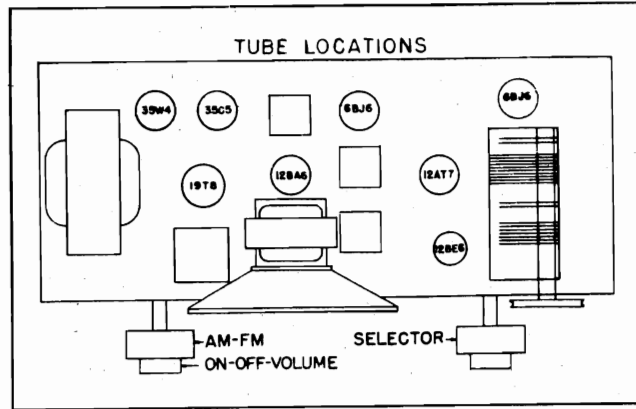 TUBE LOCATIONS
35W4
35C5
6BJ6
6BJ6
19T8
12BA6
12AT7
12BE6
AM-FM
SELECTOR
ON-OFF-VOLUME